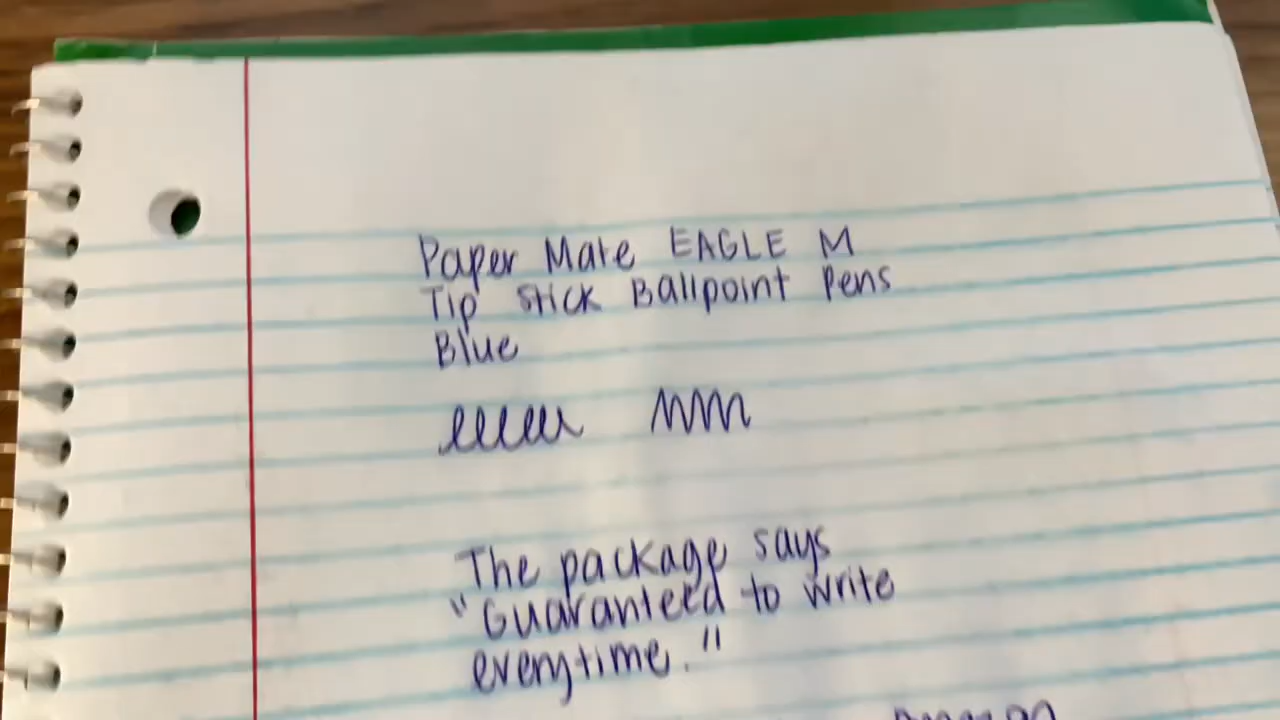 Paper Mate EAGLE M
Tip Stick Ballpoint Pens
Blue
The package says
"Guaranteed to write
everytime."